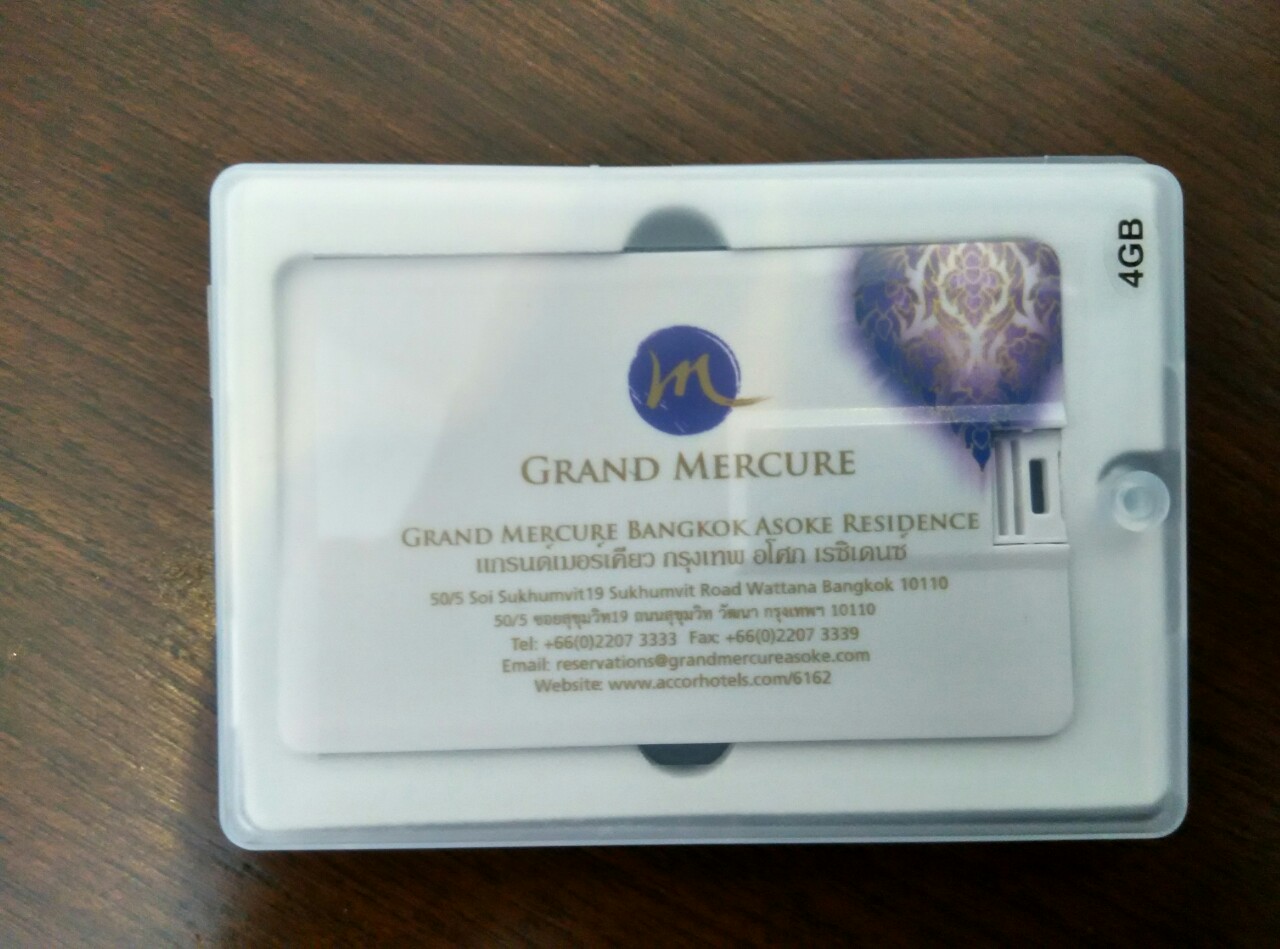 4GB
m
GRAND MERCURE
GRAND MERCURE BANGKOK ASOKE RESIDENCE
แกรนด์เมอร์เคียว กรุงเทพ อโศก เรซิเดนซ์
50/5 Soi Sukhumvit19 Sukhumvit Road Wattana Bangkok 10110
50/5 ซอยสุขุมวิท19 ถนนสุขุมวิท วัฒนา กรุงเทพฯ 10110
Tel: +66(0)2207 3333 Fax: +66(0)2207 3339
Email: reservations@grandmercureasoke.com
Website: www.accorhotels.com/6162